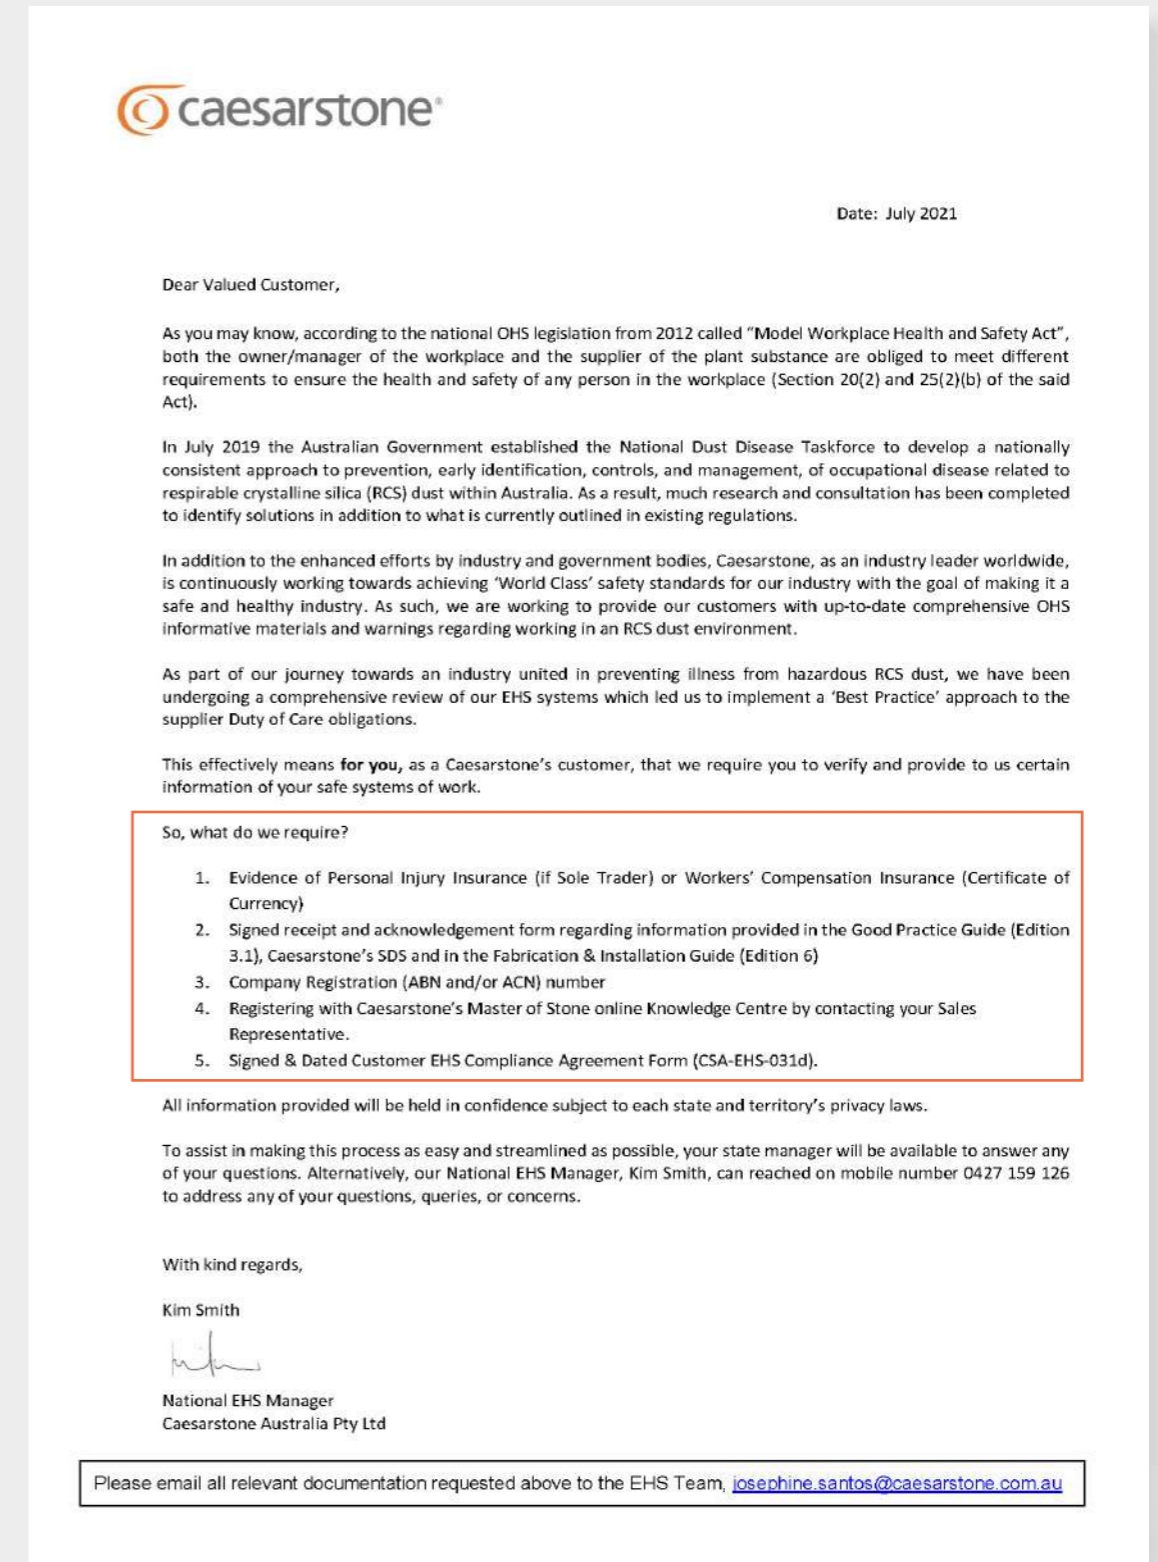 caesarstone®
Date: July 2021
Dear Valued Customer,
As you may know, according to the national OHS legislation from 2012 called “Model Workplace Health and Safety Act”,
both the owner/manager of the workplace and the supplier of the plant substance are obliged to meet different
requirements to ensure the health and safety of any person in the workplace (Section 20(2) and 25(2)(b) of the said
Act).
In July 2019 the Australian Government established the National Dust Disease Taskforce to develop a nationally
consistent approach to prevention, early identification, controls, and management, of occupational disease related to
respirable crystalline silica (RCS) dust within Australia. As a result, much research and consultation has been completed
to identify solutions in addition to what is currently outlined in existing regulations.
In addition to the enhanced efforts by industry and government bodies, Caesarstone, as an industry leader worldwide,
is continuously working towards achieving ‘World Class’ safety standards for our industry with the goal of making it a
safe and healthy industry. As such, we are working to provide our customers with up-to-date comprehensive OHS
informative materials and warnings regarding working in an RCS dust environment.
As part of our journey towards an industry united in preventing illness from hazardous RCS dust, we have been
undergoing a comprehensive review of our EHS systems which led us to implement a ‘Best Practice’ approach to the
supplier Duty of Care obligations.
This effectively means for you, as a Caesarstone’s customer, that we require you to verify and provide to us certain
information of your safe systems of work.
So, what do we require?
1. Evidence of Personal Injury Insurance (if Sole Trader) or Workers’ Compensation Insurance (Certificate of
Currency)
2. Signed receipt and acknowledgement form regarding information provided in the Good Practice Guide (Edition
3.1), Caesarstone’s SDS and in the Fabrication & Installation Guide (Edition 6)
3. Company Registration (ABN and/or ACN) number
4. Registering with Caesarstone’s Master of Stone online Knowledge Centre by contacting your Sales
Representative.
5. Signed & Dated Customer EHS Compliance Agreement Form (CSA-EHS-031d).
All information provided will be held in confidence subject to each state and territory’s privacy laws.
To assist in making this process as easy and streamlined as possible, your state manager will be available to answer any
of your questions. Alternatively, our National EHS Manager, Kim Smith, can reached on mobile number 0427 159 126
to address any of your questions, queries, or concerns.
With kind regards,
Kim Smith
National EHS Manager
Caesarstone Australia Pty Ltd
Please email all relevant documentation requested above to the EHS Team, josephine.santos@caesarstone.com.au